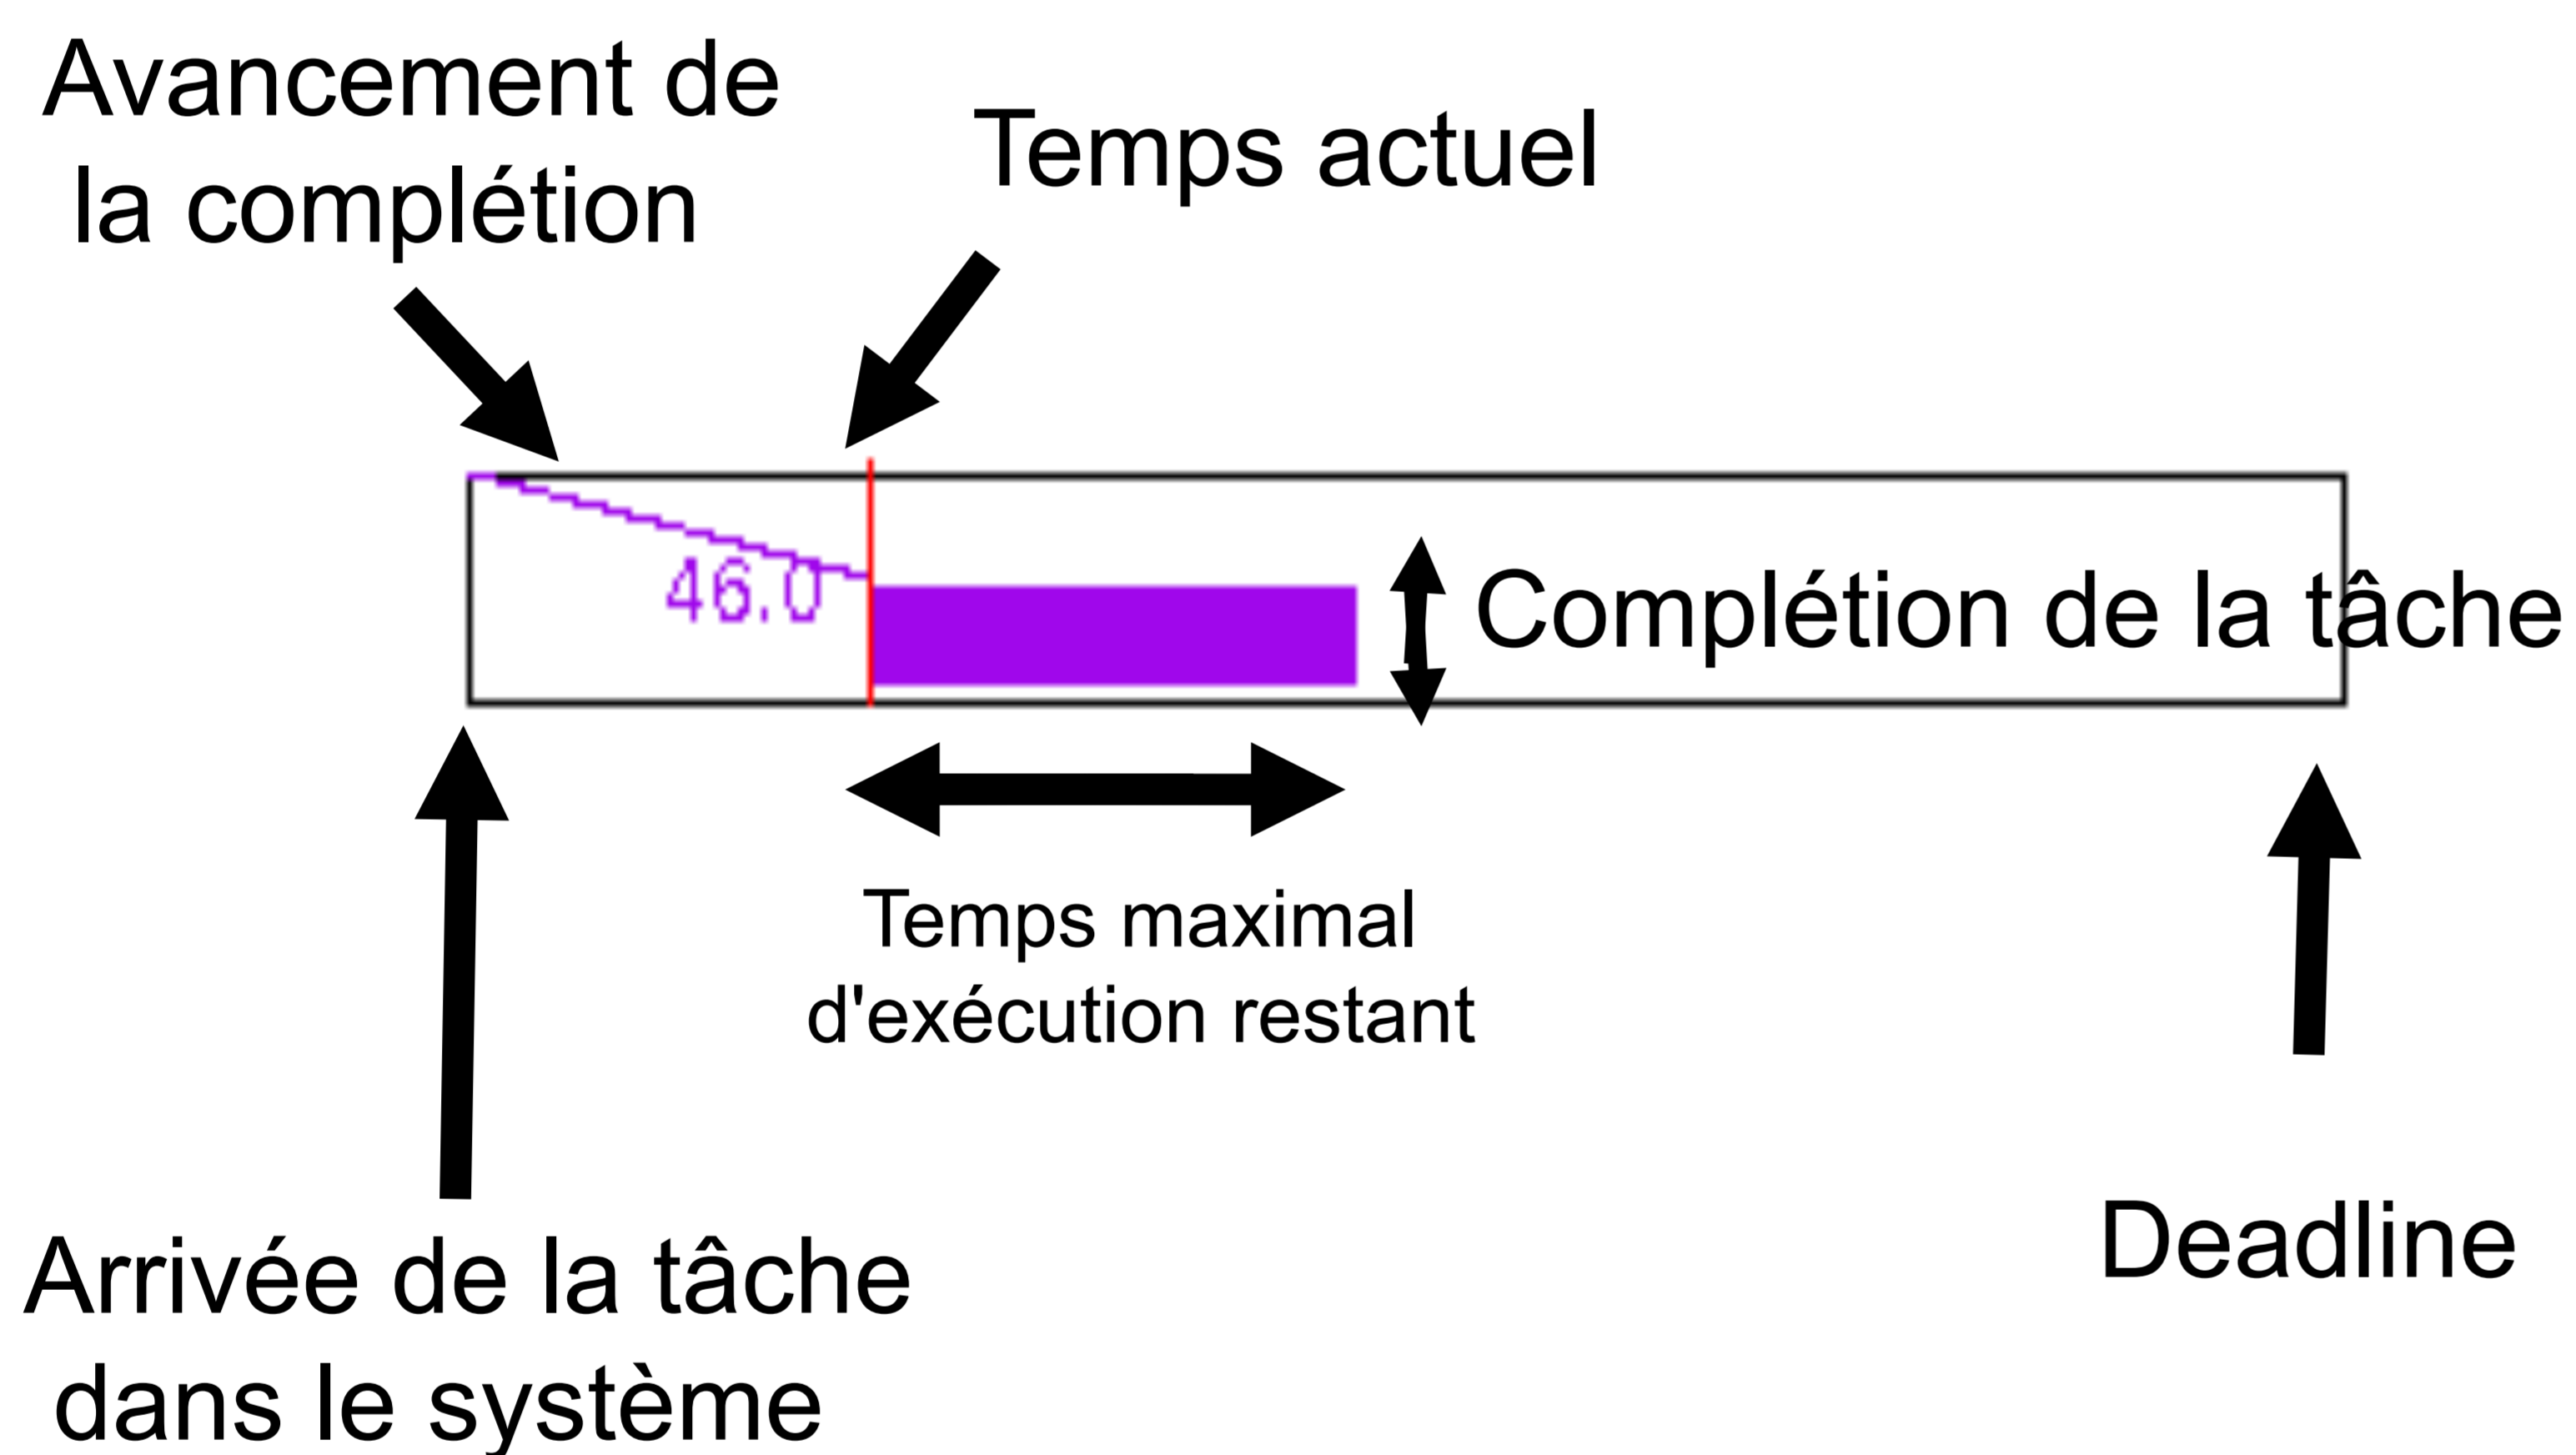 Avancement de
la complétion
Temps actuel
46.0
Complétion de la tâche
Temps maximal
d'exécution restant
Arrivée de la tâche
dans le système
Deadline